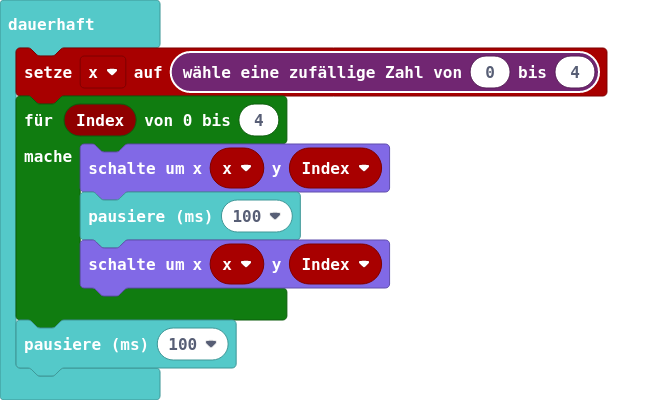 dauerhaft
setze x auf wähle eine zufällige Zahl von 0 bis 4
für Index von 0 bis 4
mache
schalte um x x y Index
pausiere (ms) 100
schalte um x x y Index
pausiere (ms) 100